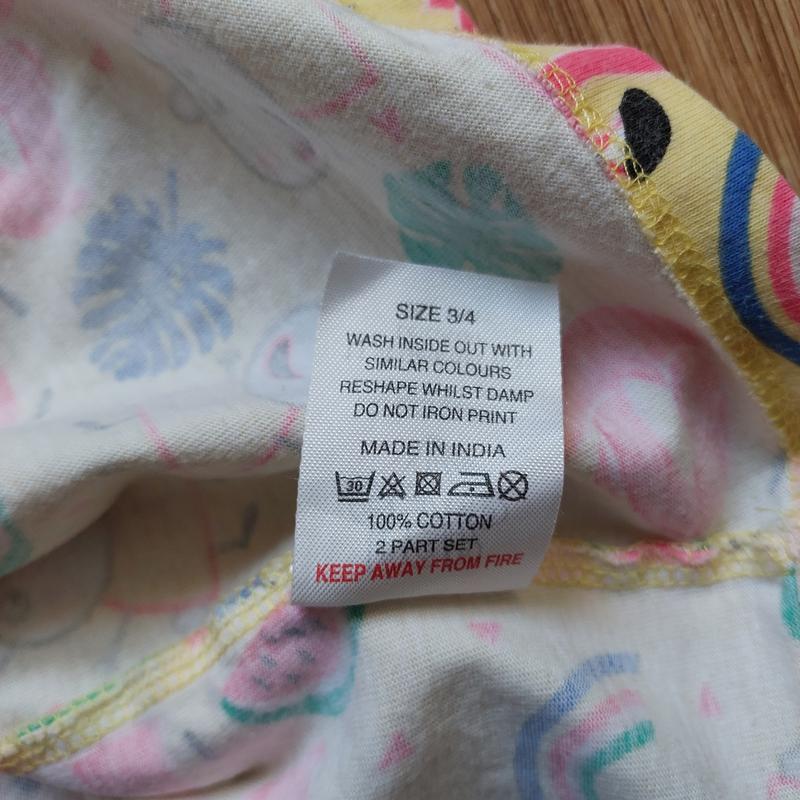 SIZE 3/4
WASH INSIDE OUT WITH
SIMILAR COLOURS
RESHAPE WHILST DAMP
DO NOT IRON PRINT
MADE IN INDIA
30
100% COTTON
2 PART SET
KEEP AWAY FROM FIRE